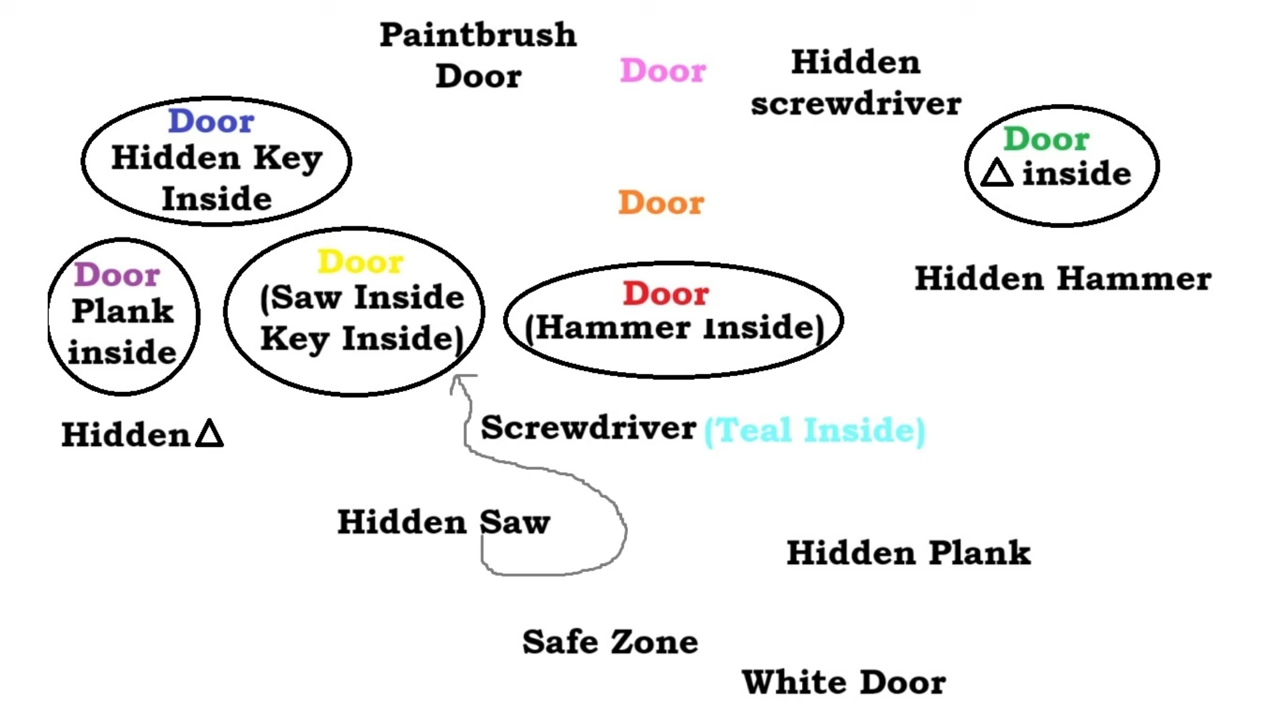 Paintbrush
Door
Door
Hidden
screwdriver
Door
Hidden Key
Inside
Door
△ inside
Door
Door
Plank
inside
Door
(Saw Inside
Key Inside)
Door
(Hammer Inside)
Hidden Hammer
Hidden △
Screwdriver (Teal Inside)
Hidden Saw
Hidden Plank
Safe Zone
White Door